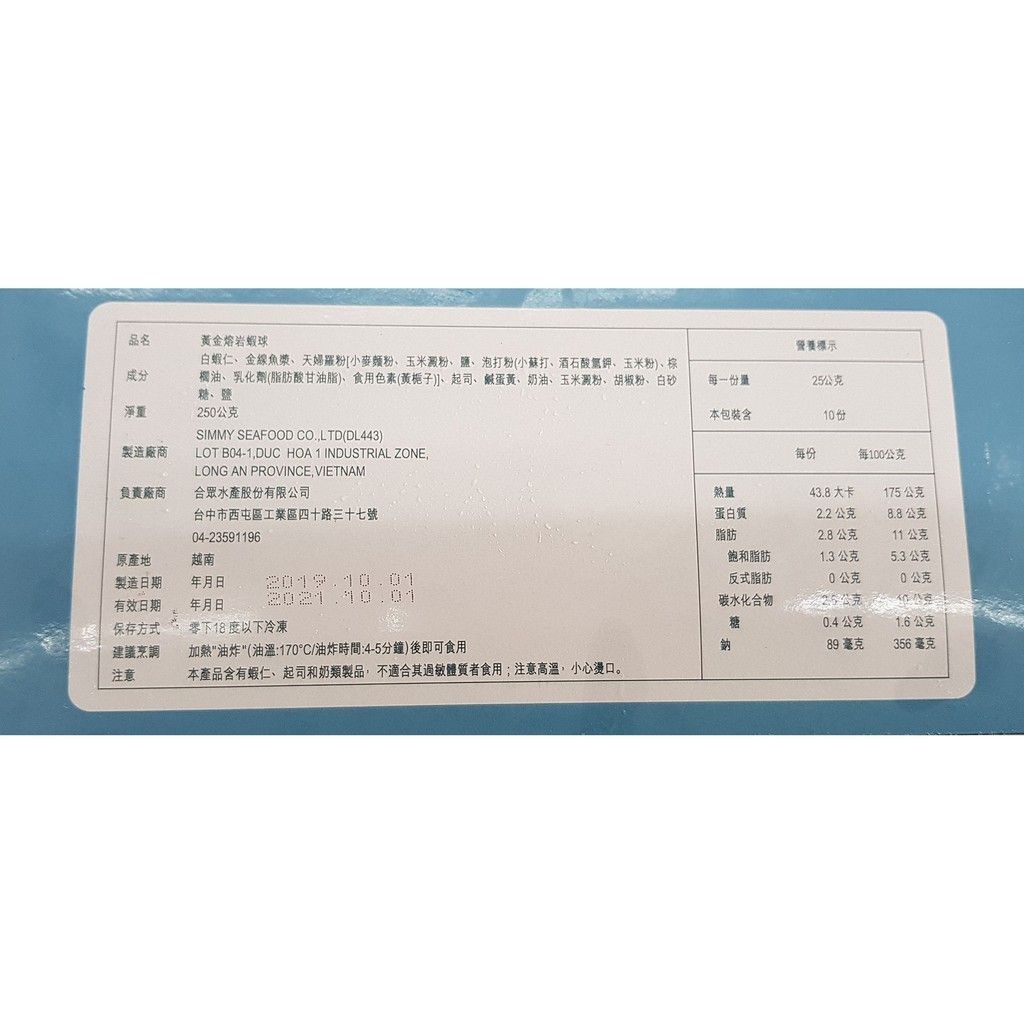 品名 黃金熔岩蝦球
成分 白蝦仁、金線魚漿、天婦羅粉[小麥麵粉、玉米澱粉、鹽、泡打粉(小蘇打、酒石酸氫鉀、玉米粉)、棕
櫚油、乳化劑(脂肪酸甘油脂)、食用色素(黃梔子)]、起司、鹹蛋黃、奶油、玉米澱粉、胡椒粉、白砂
糖、鹽
淨重 250公克
製造廠商 SIMMY SEAFOOD CO.,LTD(DL443)
LOT B04-1,DUC HOA 1 INDUSTRIAL ZONE,
LONG AN PROVINCE,VIETNAM
負責廠商 合眾水產股份有限公司
台中市西屯區工業區四十路三十七號
04-23591196
原產地 越南
製造日期 年月日 2019.10.01
有效日期 年月日 2021.10.01
保存方式 零下18度以下冷凍
建議烹調 加熱"油炸"(油溫:170°C/油炸時間:4-5分鐘)後即可食用
注意 本產品含有蝦仁、起司和奶類製品，不適合其過敏體質者食用；注意高溫，小心燙口。
營養標示
每一份量 25公克
本包裝含 10份
每份 每100公克
熱量 43.8 大卡 175 公克
蛋白質 2.2 公克 8.8 公克
脂肪 2.8 公克 11 公克
飽和脂肪 1.3 公克 5.3 公克
反式脂肪 0 公克 0 公克
碳水化合物 2.5 公克 10 公克
糖 0.4 公克 1.6 公克
鈉 89 毫克 356 毫克